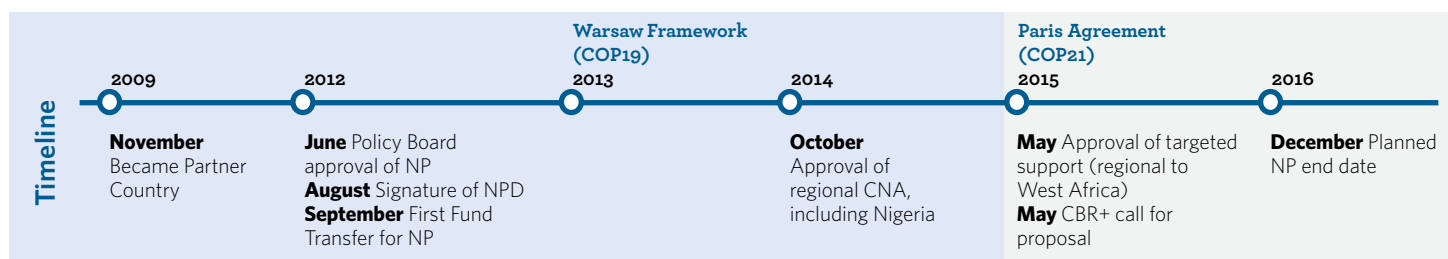 Timeline
Warsaw Framework
(COP19)
Paris Agreement
(COP21)
2009
2012
2013
2014
2015
2016
November
Became Partner
Country
June Policy Board
approval of NP
August Signature of NPD
September First Fund
Transfer for NP
October
Approval of
regional CNA,
including Nigeria
May Approval of targeted
support (regional to
West Africa)
May CBR+ call for
proposal
December Planned
NP end date